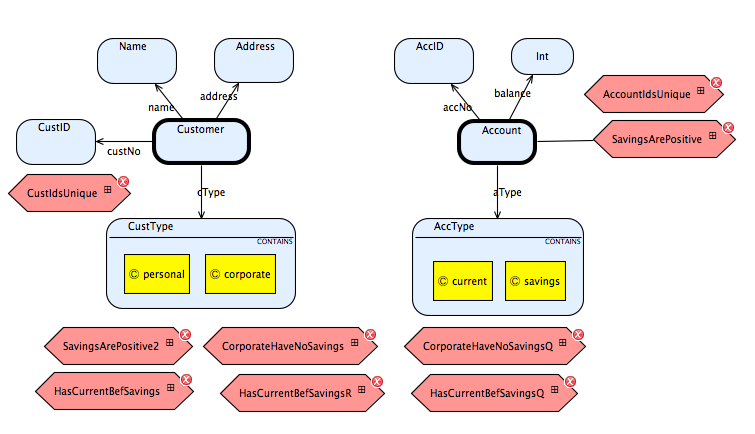 Name
Address
AccID
Int
name
address
accNo
balance
AccountIdsUnique
CustID
Customer
Account
SavingsArePositive
custNo
CustIdsUnique
cType
aType
CustType
CONTAINS
© personal
© corporate
AccType
CONTAINS
© current
© savings
SavingsArePositive2
CorporateHaveNoSavings
CorporateHaveNoSavingsQ
HasCurrentBefSavings
HasCurrentBefSavingsR
HasCurrentBefSavingsQ